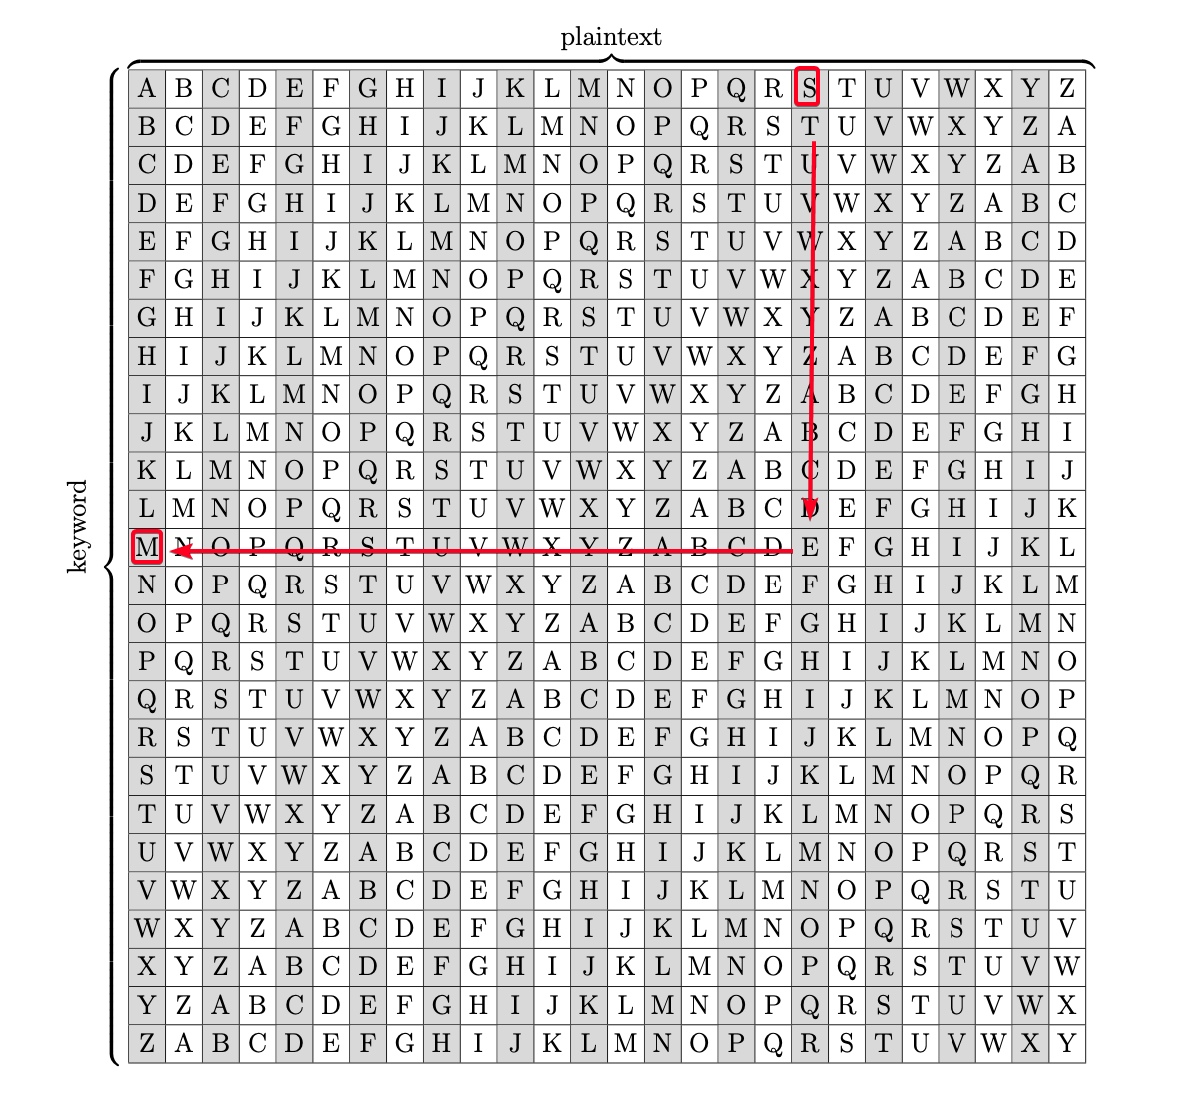 plaintext
keyword
A B C D E F G H I J K L M N O P Q R S T U V W X Y Z
B C D E F G H I J K L M N O P Q R S T U V W X Y Z A
C D E F G H I J K L M N O P Q R S T U V W X Y Z A B
D E F G H I J K L M N O P Q R S T U V W X Y Z A B C
E F G H I J K L M N O P Q R S T U V W X Y Z A B C D
F G H I J K L M N O P Q R S T U V W X Y Z A B C D E
G H I J K L M N O P Q R S T U V W X Y Z A B C D E F
H I J K L M N O P Q R S T U V W X Y Z A B C D E F G
I J K L M N O P Q R S T U V W X Y Z A B C D E F G H
J K L M N O P Q R S T U V W X Y Z A B C D E F G H I
K L M N O P Q R S T U V W X Y Z A B C D E F G H I J
L M N O P Q R S T U V W X Y Z A B C D E F G H I J K
M N O P Q R S T U V W X Y Z A B C D E F G H I J K L
N O P Q R S T U V W X Y Z A B C D E F G H I J K L M
O P Q R S T U V W X Y Z A B C D E F G H I J K L M N
P Q R S T U V W X Y Z A B C D E F G H I J K L M N O
Q R S T U V W X Y Z A B C D E F G H I J K L M N O P
R S T U V W X Y Z A B C D E F G H I J K L M N O P Q
S T U V W X Y Z A B C D E F G H I J K L M N O P Q R
T U V W X Y Z A B C D E F G H I J K L M N O P Q R S
U V W X Y Z A B C D E F G H I J K L M N O P Q R S T
V W X Y Z A B C D E F G H I J K L M N O P Q R S T U
W X Y Z A B C D E F G H I J K L M N O P Q R S T U V
X Y Z A B C D E F G H I J K L M N O P Q R S T U V W
Y Z A B C D E F G H I J K L M N O P Q R S T U V W X
Z A B C D E F G H I J K L M N O P Q R S T U V W X Y